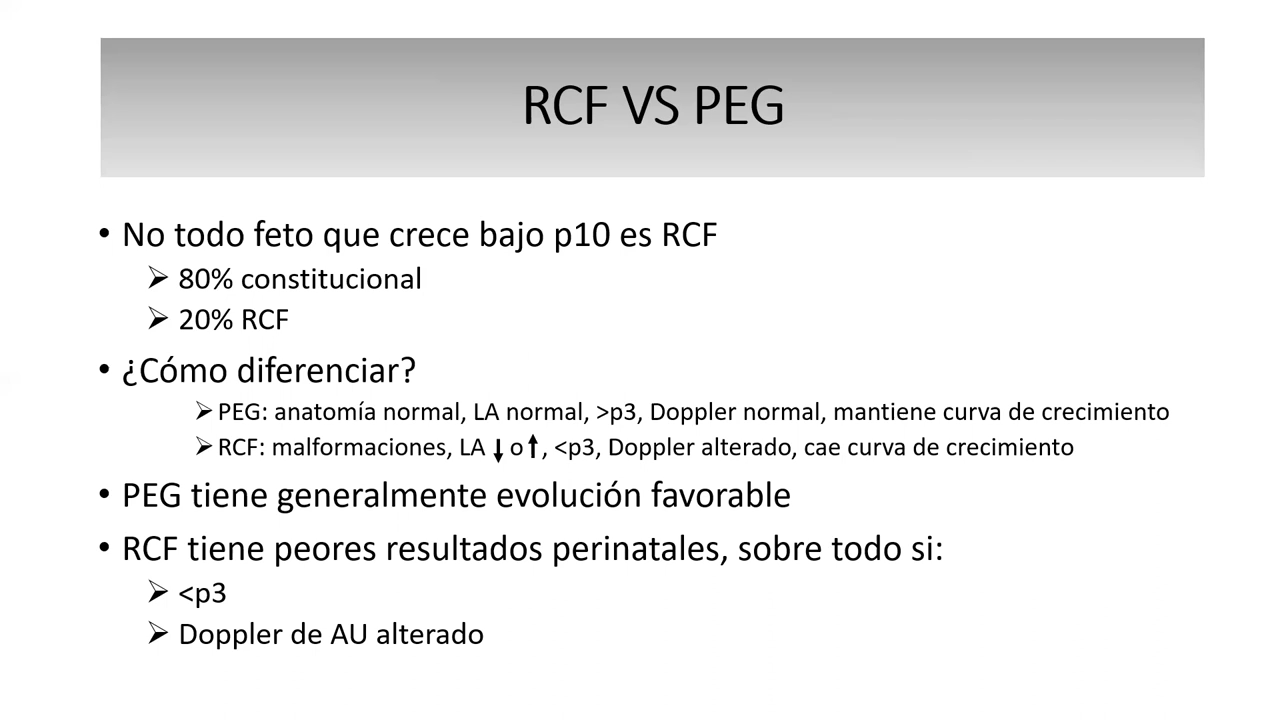 RCF VS PEG
• No todo feto que crece bajo p10 es RCF
➢ 80% constitucional
➢ 20% RCF
• ¿Cómo diferenciar?
➢ PEG: anatomía normal, LA normal, >p3, Doppler normal, mantiene curva de crecimiento
➢ RCF: malformaciones, LA ↓ o ↑, <p3, Doppler alterado, cae curva de crecimiento
• PEG tiene generalmente evolución favorable
• RCF tiene peores resultados perinatales, sobre todo si:
➢ <p3
➢ Doppler de AU alterado